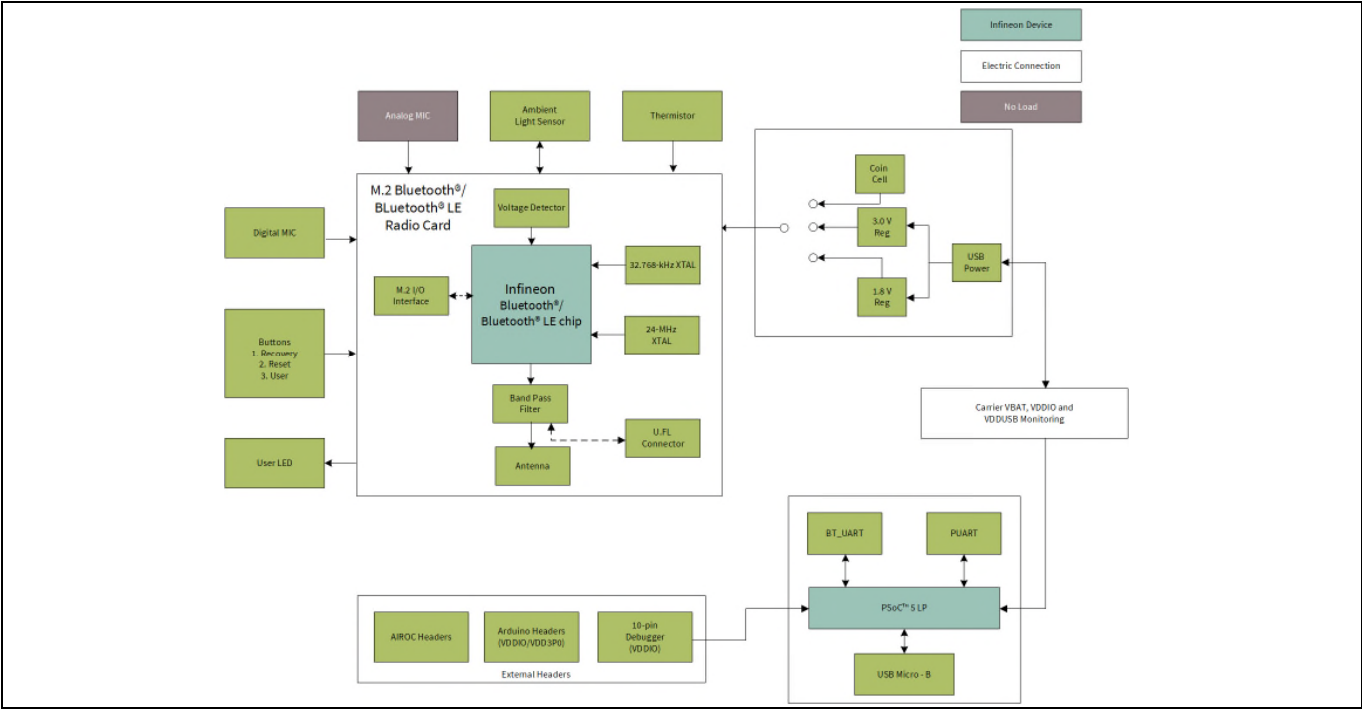 Infineon Device
Electric Connection
No Load
Analog MIC
Ambient
Light Sensor
Thermistor
M.2 Bluetooth®/
BLuetooth® LE
Radio Card
Voltage Detector
Digital MIC
32.768-kHz XTAL
M.2 I/O
Interface
Infineon
Bluetooth®/
Bluetooth® LE chip
24-MHz
XTAL
Buttons
1. Recovery
2. Reset
3. User
Band Pass
Filter
U.FL
Connector
User LED
Antenna
Coin
Cell
3.0 V
Reg
USB
Power
1.8 V
Reg
Carrier VBAT, VDDIO and
VDDUSB Monitoring
BT_UART
PUART
PSoC™ 5 LP
USB Micro - B
AIROC Headers
Arduino Headers
(VDDIO/VDD3P0)
10-pin
Debugger
(VDDIO)
External Headers